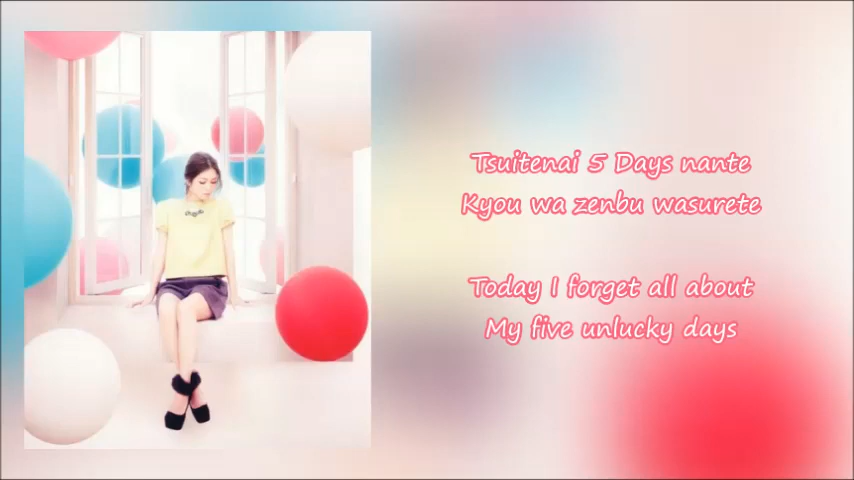 Tsuitenai 5 Days nante
Kyou wa zenbu wasurete
Today I forget all about
My five unlucky days